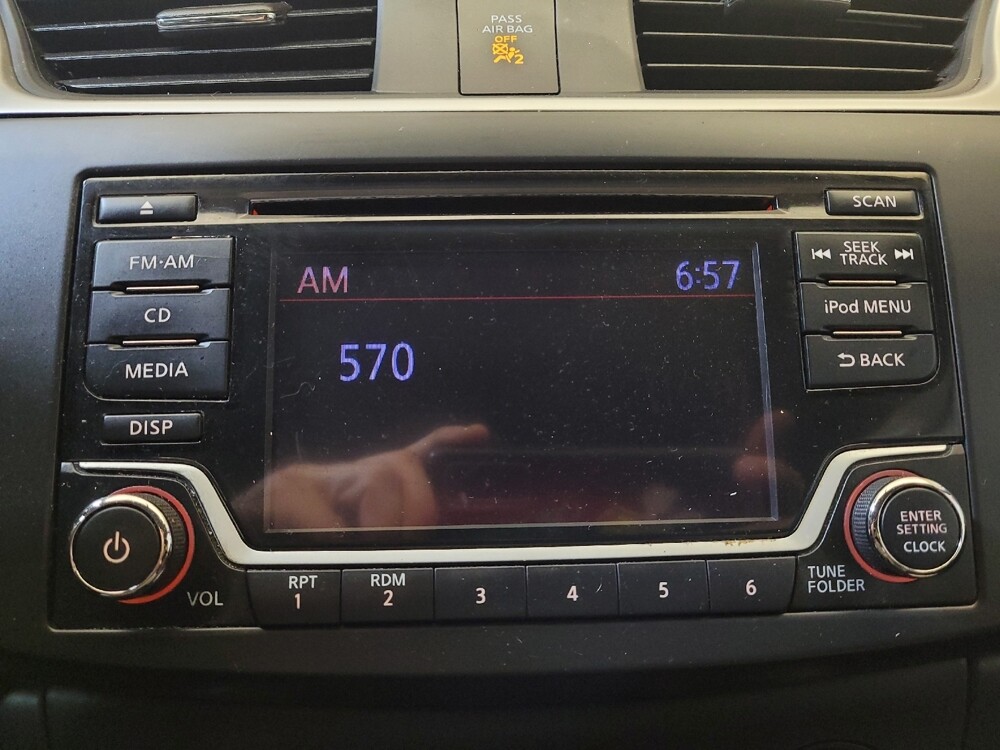 PASS
AIR BAG
OFF
2
SCAN
FM·AM
SEEK
TRACK
AM
6:57
CD
iPod MENU
570
MEDIA
BACK
DISP
ENTER
SETTING
CLOCK
VOL
TUNE
FOLDER
RPT
1
RDM
2
3
4
5
6